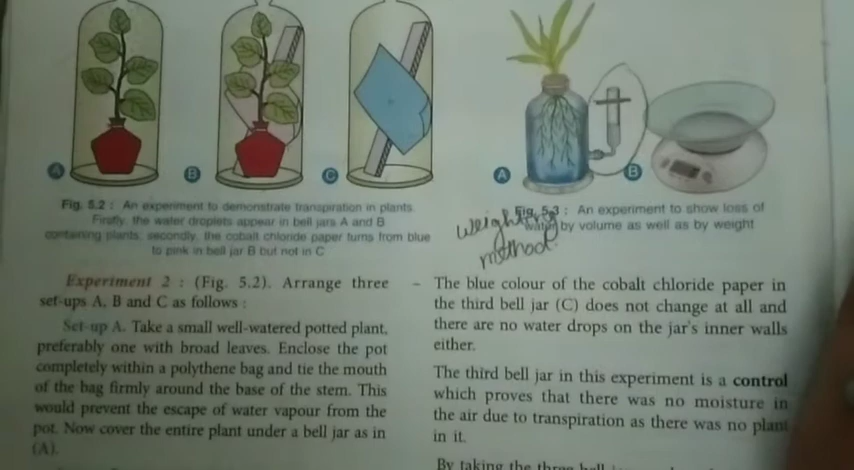 A
B
C
Fig. 5.2 : An experiment to demonstrate transpiration in plants
Firstly, the water droplets appear in bell jars A and B
containing plants; secondly, the cobalt chloride paper turns from blue
to pink in bell jar B but not in C
A
B
Fig. 5.3 : An experiment to show loss of
water by volume as well as by weight
weighting
method
Experiment 2 : (Fig. 5.2). Arrange three
set-ups A, B and C as follows :
Set-up A. Take a small well-watered potted plant,
preferably one with broad leaves. Enclose the pot
completely within a polythene bag and tie the mouth
of the bag firmly around the base of the stem. This
would prevent the escape of water vapour from the
pot. Now cover the entire plant under a bell jar as in
(A).
– The blue colour of the cobalt chloride paper in
the third bell jar (C) does not change at all and
there are no water drops on the jar's inner walls
either.
The third bell jar in this experiment is a control
which proves that there was no moisture in
the air due to transpiration as there was no plant
in it.
By taking the three bell